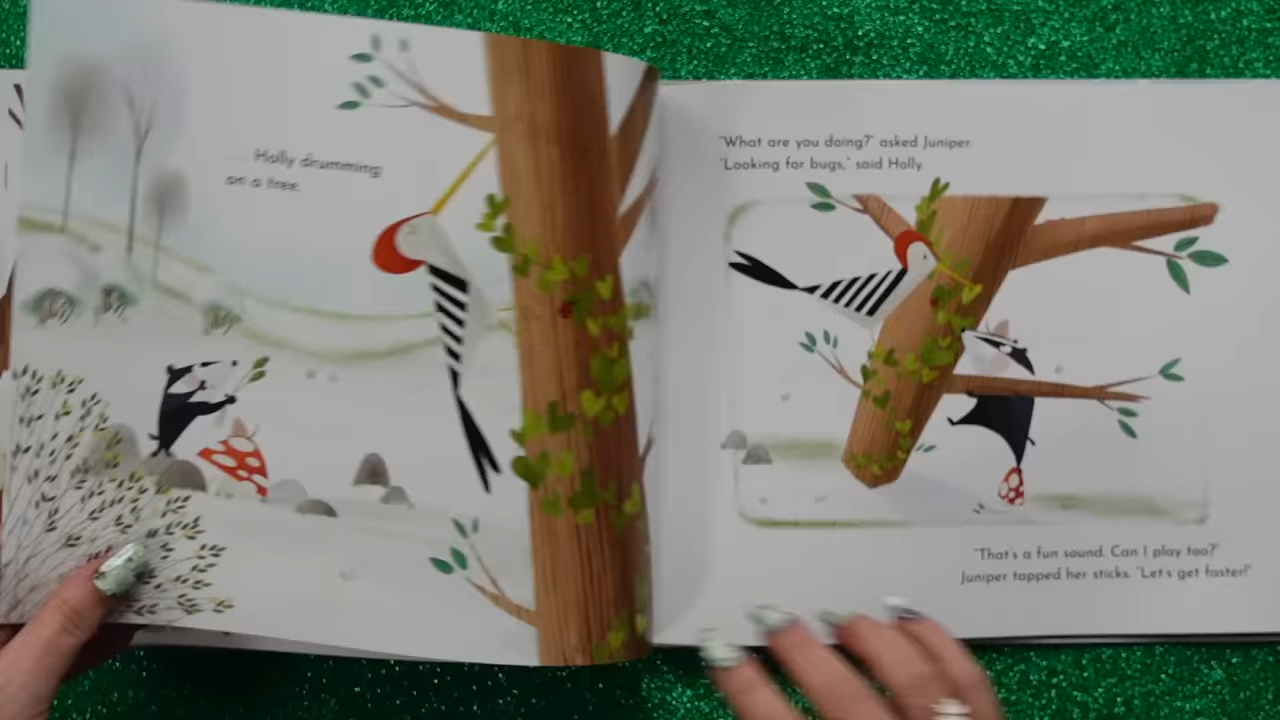 Holly drumming
on a tree.
"What are you doing?" asked Juniper.
"Looking for bugs," said Holly.
"That's a fun sound. Can I play too?"
Juniper tapped her sticks. "Let's get faster!"